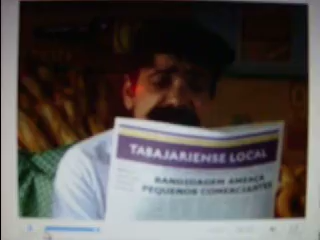 TABAJARIENSE LOCAL
BANDIDAGEM AMEAÇA
PEQUENOS COMERCIANTES